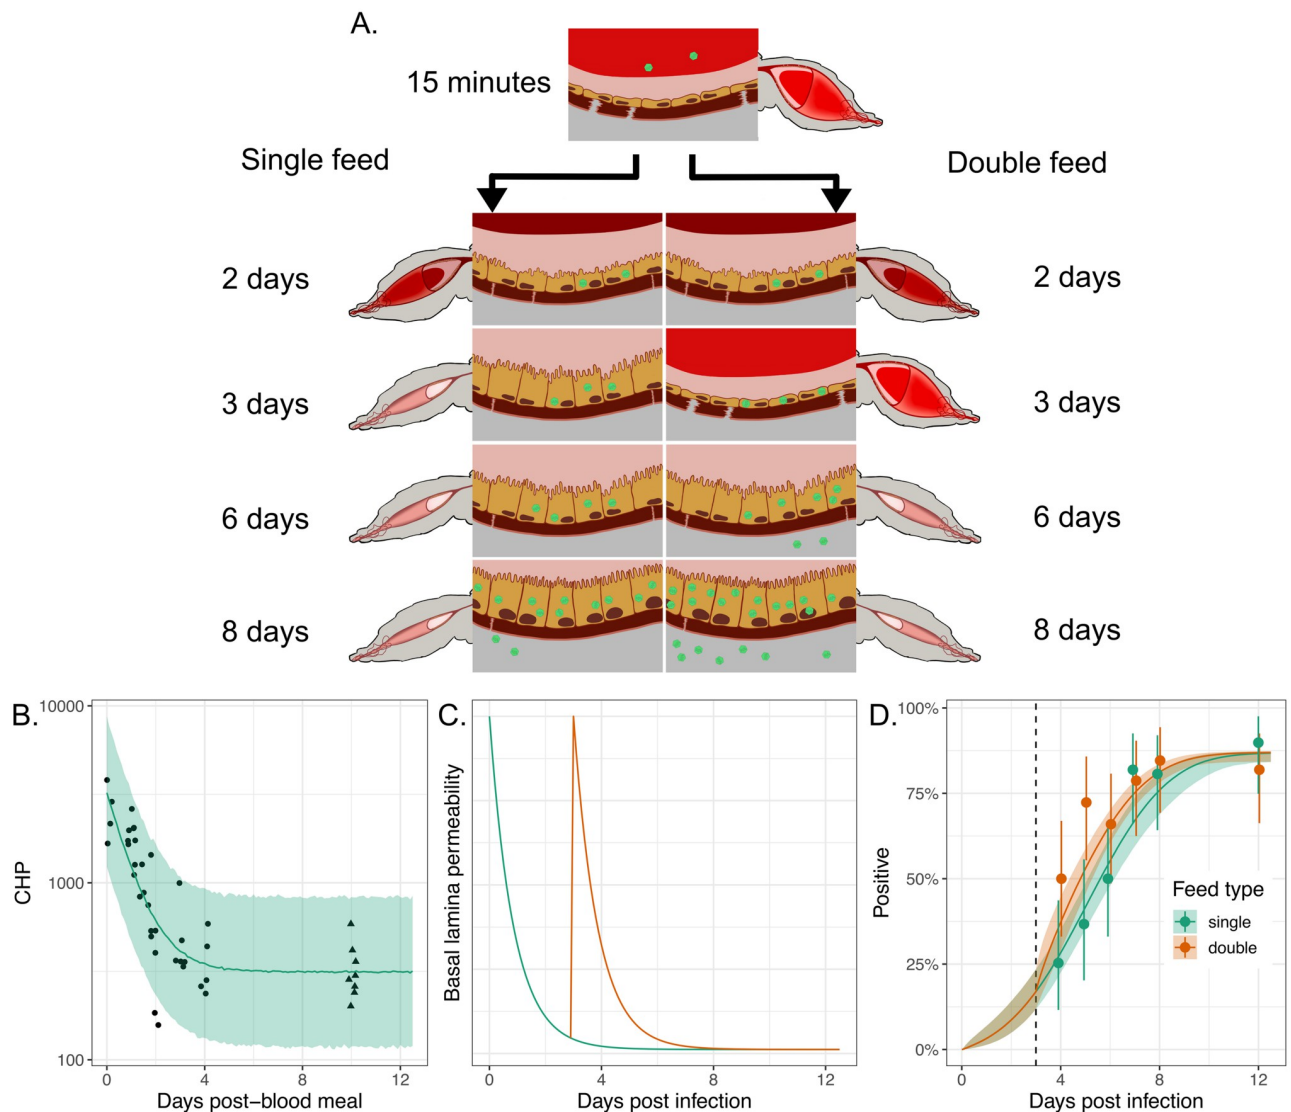 A.
15 minutes
Single feed
Double feed
2 days
2 days
3 days
3 days
6 days
6 days
8 days
8 days
B.
10000
1000
100
CHP
0 4 8 12
Days post-blood meal
C.
Basal lamina permeability
0 4 8 12
Days post infection
D.
100%
75%
50%
25%
0%
Positive
Feed type
single
double
0 4 8 12
Days post infection